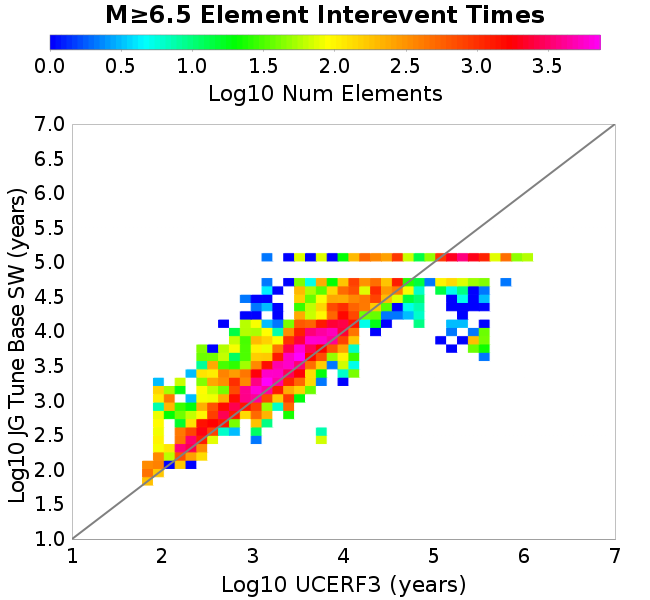 M≥6.5 Element Interevent Times
0.0 0.5 1.0 1.5 2.0 2.5 3.0 3.5
Log10 Num Elements
Log10 JG Tune Base SW (years)
7.0
6.5
6.0
5.5
5.0
4.5
4.0
3.5
3.0
2.5
2.0
1.5
1.0
1 2 3 4 5 6 7
Log10 UCERF3 (years)